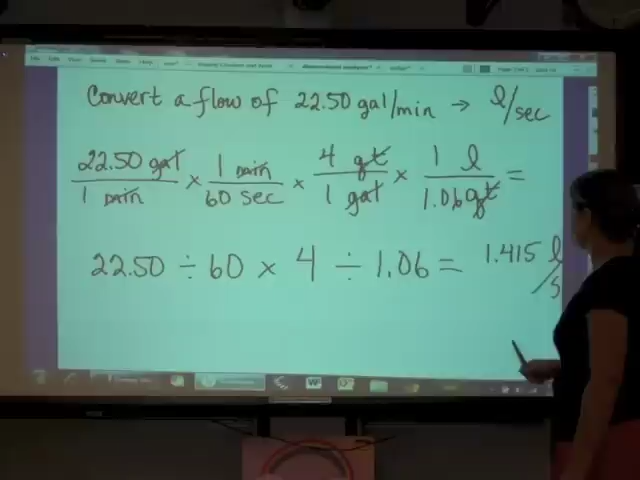 Convert a flow of 22.50 gal/min → l/sec
22.50 gal / 1 min × 1 min / 60 sec × 4 qt / 1 gal × 1 l / 1.06 qt =
22.50 ÷ 60 × 4 ÷ 1.06 = 1.415 l/s